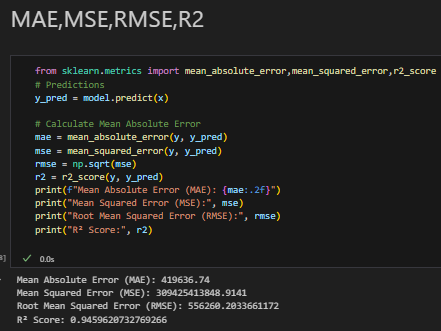 MAE,MSE,RMSE,R2
from sklearn.metrics import mean_absolute_error,mean_squared_error,r2_score
# Predictions
y_pred = model.predict(x)
# Calculate Mean Absolute Error
mae = mean_absolute_error(y, y_pred)
mse = mean_squared_error(y, y_pred)
rmse = np.sqrt(mse)
r2 = r2_score(y, y_pred)
print(f"Mean Absolute Error (MAE): {mae:.2f}")
print("Mean Squared Error (MSE):", mse)
print("Root Mean Squared Error (RMSE):", rmse)
print("R² Score:", r2)
0.0s
Mean Absolute Error (MAE): 419636.74
Mean Squared Error (MSE): 309425413848.9141
Root Mean Squared Error (RMSE): 556260.2033661172
R² Score: 0.9459620732769266